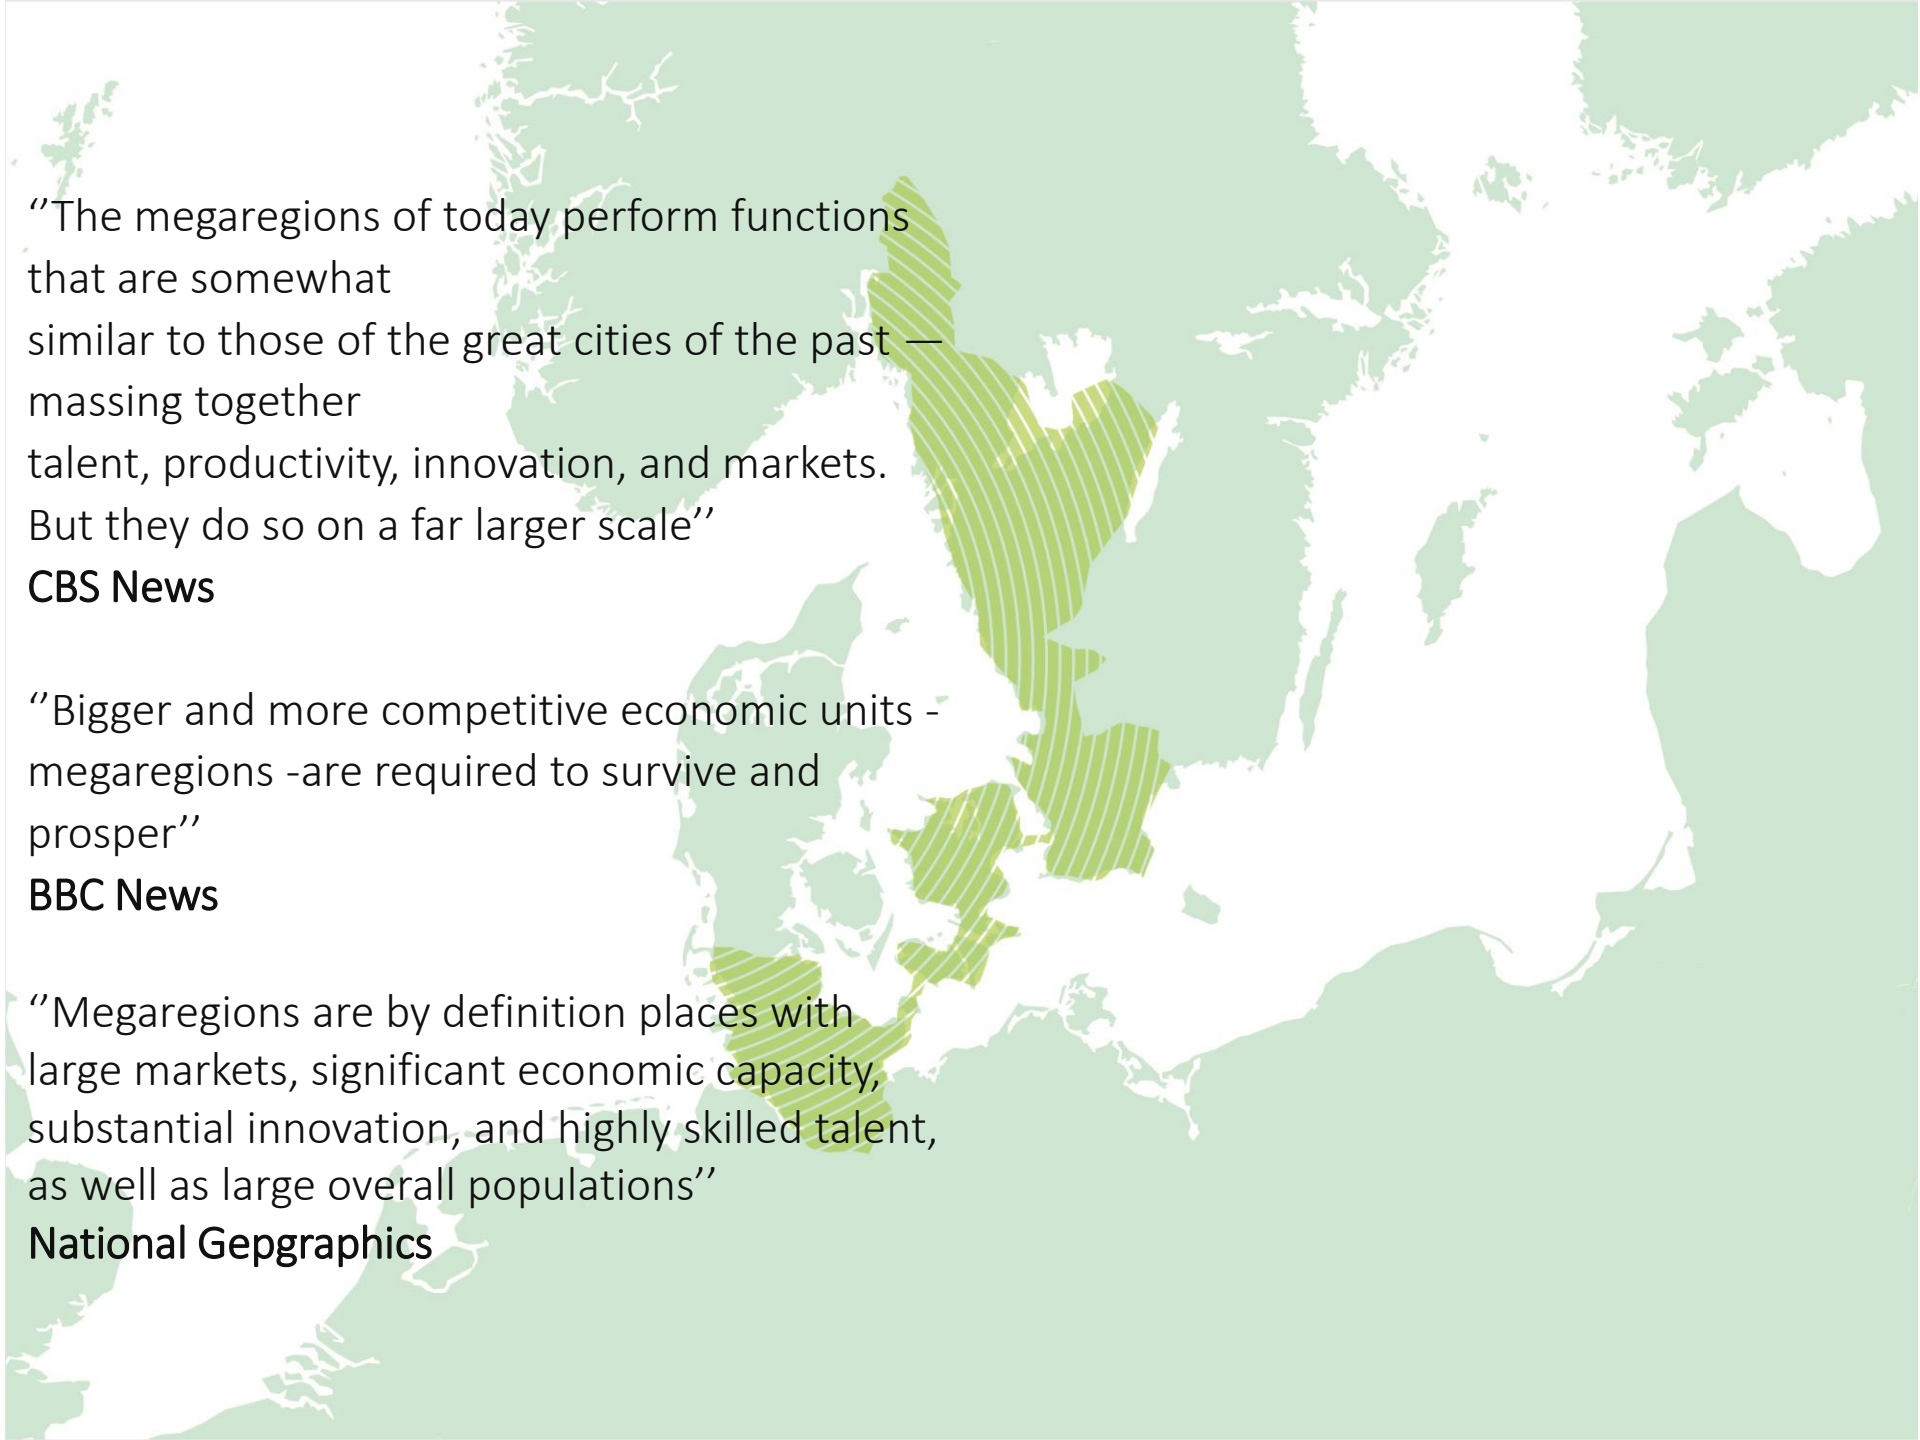 ‘’The megaregions of today perform functions
that are somewhat
similar to those of the great cities of the past —
massing together
talent, productivity, innovation, and markets.
But they do so on a far larger scale’’
CBS News
‘’Bigger and more competitive economic units -
megaregions -are required to survive and
prosper’’
BBC News
‘’Megaregions are by definition places with
large markets, significant economic capacity,
substantial innovation, and highly skilled talent,
as well as large overall populations’’
National Gepgraphics